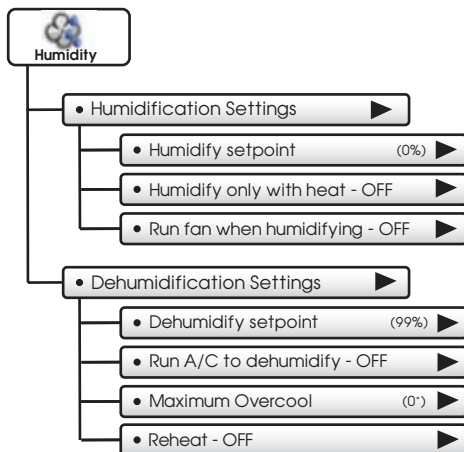 Humidity
• Humidification Settings
• Humidify setpoint (0%)
• Humidify only with heat - OFF
• Run fan when humidifying - OFF
• Dehumidification Settings
• Dehumidify setpoint (99%)
• Run A/C to dehumidify - OFF
• Maximum Overcool (0°)
• Reheat - OFF